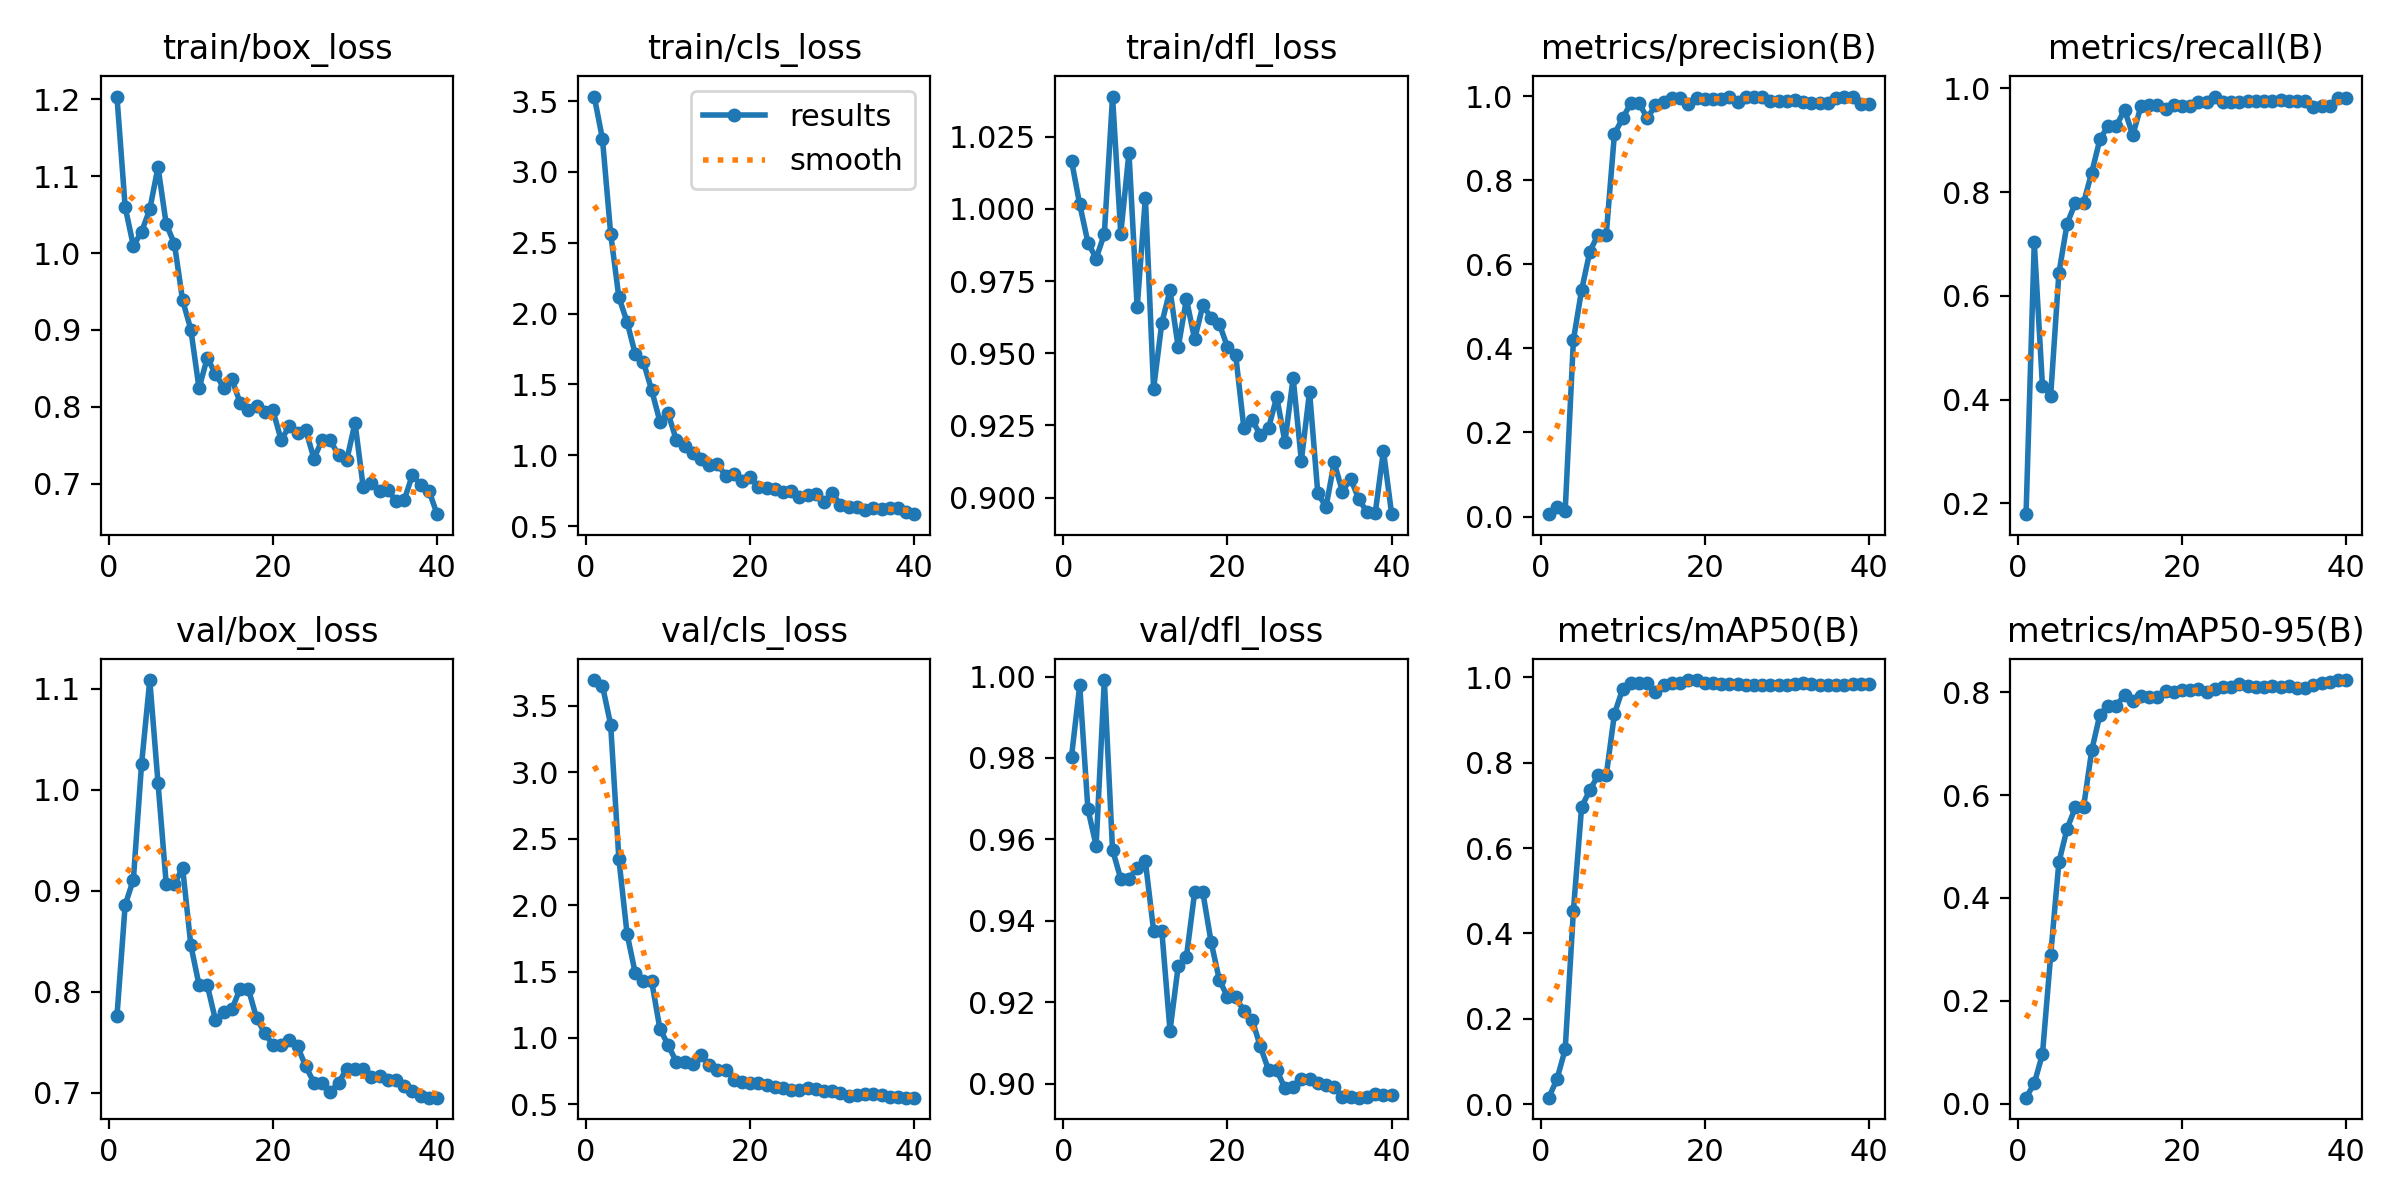 train/box_loss
1.2
1.1
1.0
0.9
0.8
0.7
0 20 40
train/cls_loss
results
smooth
3.5
3.0
2.5
2.0
1.5
1.0
0.5
0 20 40
train/dfl_loss
1.025
1.000
0.975
0.950
0.925
0.900
0 20 40
metrics/precision(B)
1.0
0.8
0.6
0.4
0.2
0.0
0 20 40
metrics/recall(B)
1.0
0.8
0.6
0.4
0.2
0 20 40
val/box_loss
1.1
1.0
0.9
0.8
0.7
0 20 40
val/cls_loss
3.5
3.0
2.5
2.0
1.5
1.0
0.5
0 20 40
val/dfl_loss
1.00
0.98
0.96
0.94
0.92
0.90
0 20 40
metrics/mAP50(B)
1.0
0.8
0.6
0.4
0.2
0.0
0 20 40
metrics/mAP50-95(B)
0.8
0.6
0.4
0.2
0.0
0 20 40